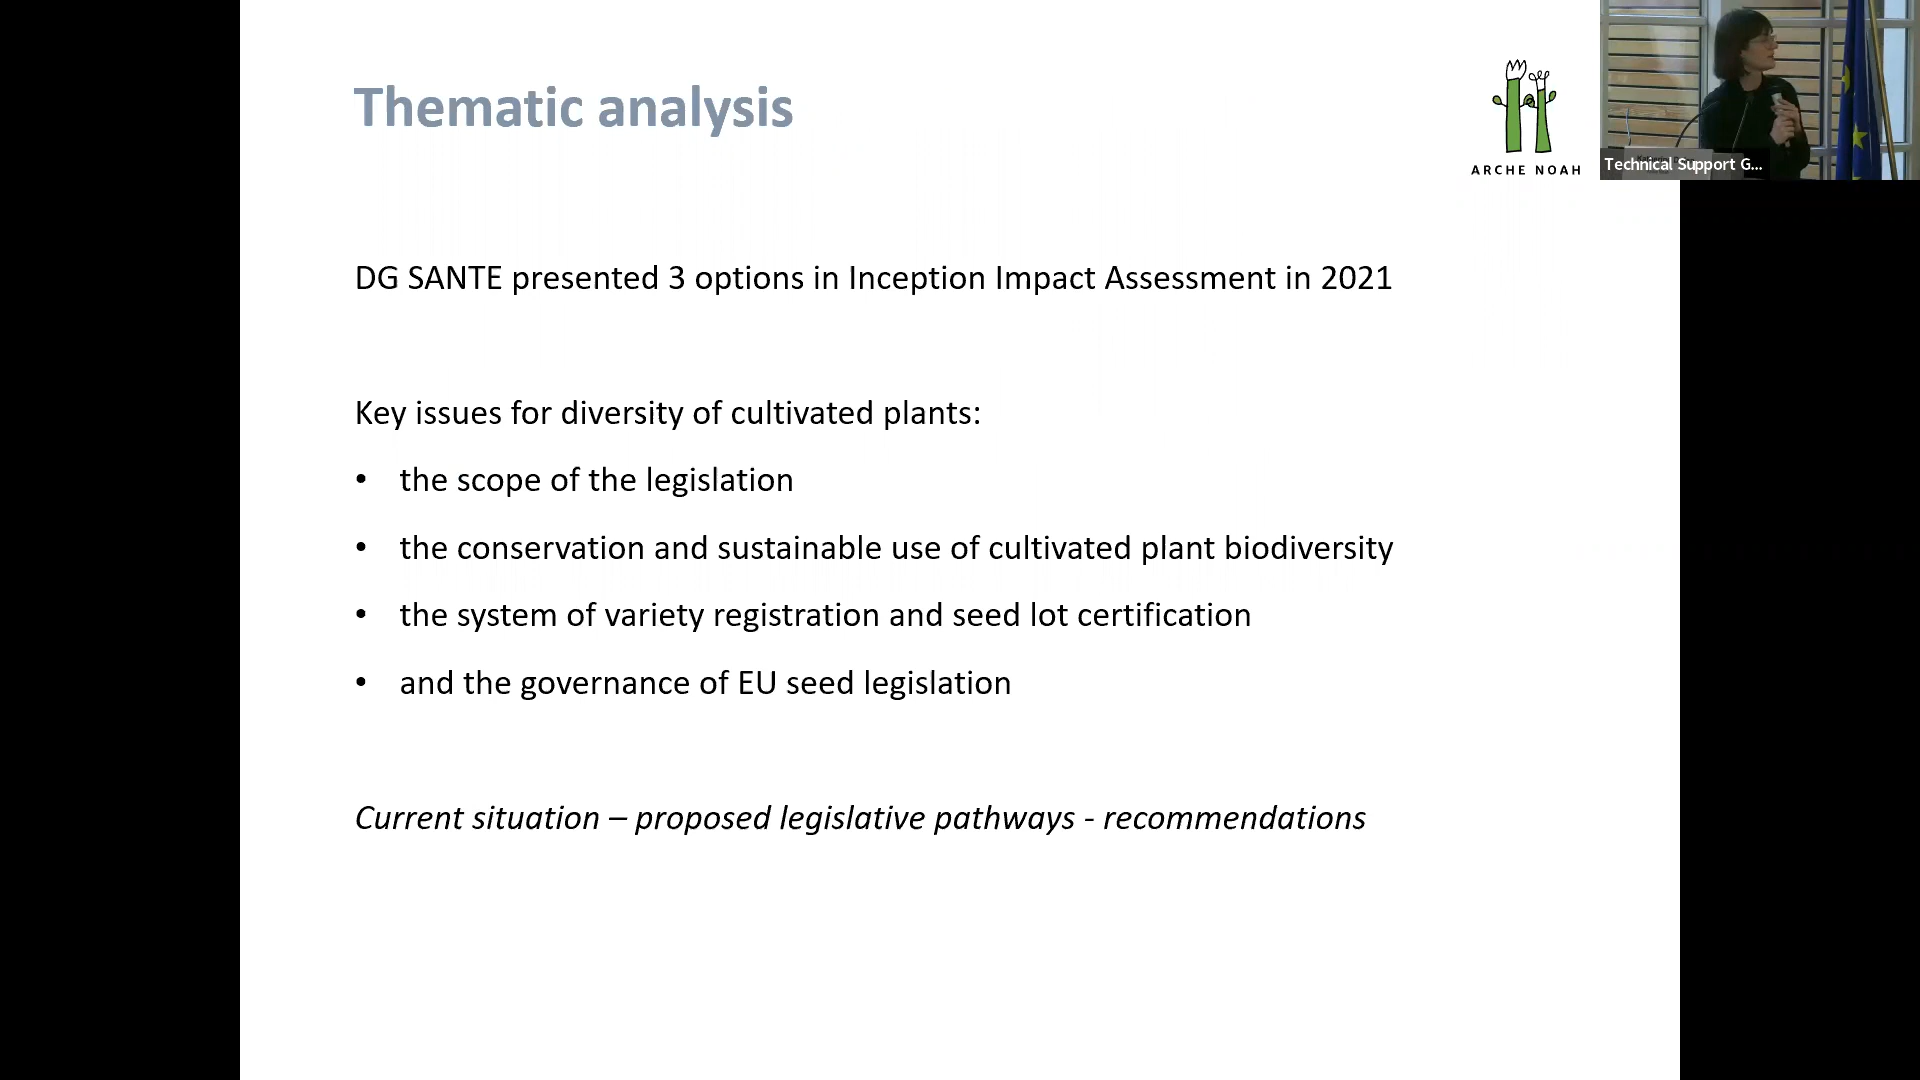 Thematic analysis
ARCHE NOAH
Technical Support G...
DG SANTE presented 3 options in Inception Impact Assessment in 2021
Key issues for diversity of cultivated plants:
• the scope of the legislation
• the conservation and sustainable use of cultivated plant biodiversity
• the system of variety registration and seed lot certification
• and the governance of EU seed legislation
Current situation – proposed legislative pathways - recommendations